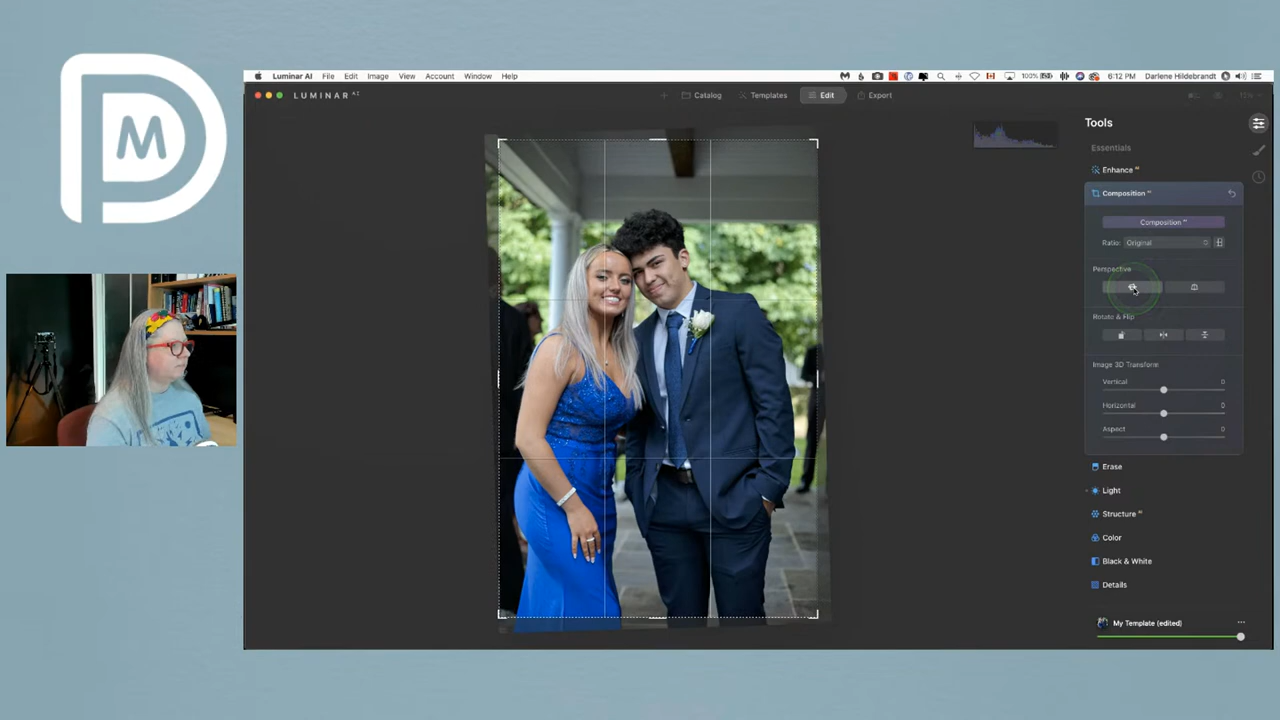 DM
Luminar AI File Edit Image View Account Window Help
100% 6:12 PM Darlene Hildebrandt
LUMINAR AI
Catalog Templates Edit Export
Tools
Essentials
Enhance AI
Composition AI
Composition AI
Ratio: Original
Perspective
Rotate & Flip
Image 3D Transform
Vertical 0
Horizontal 0
Aspect 0
Erase
Light
Structure AI
Color
Black & White
Details
My Template (edited)